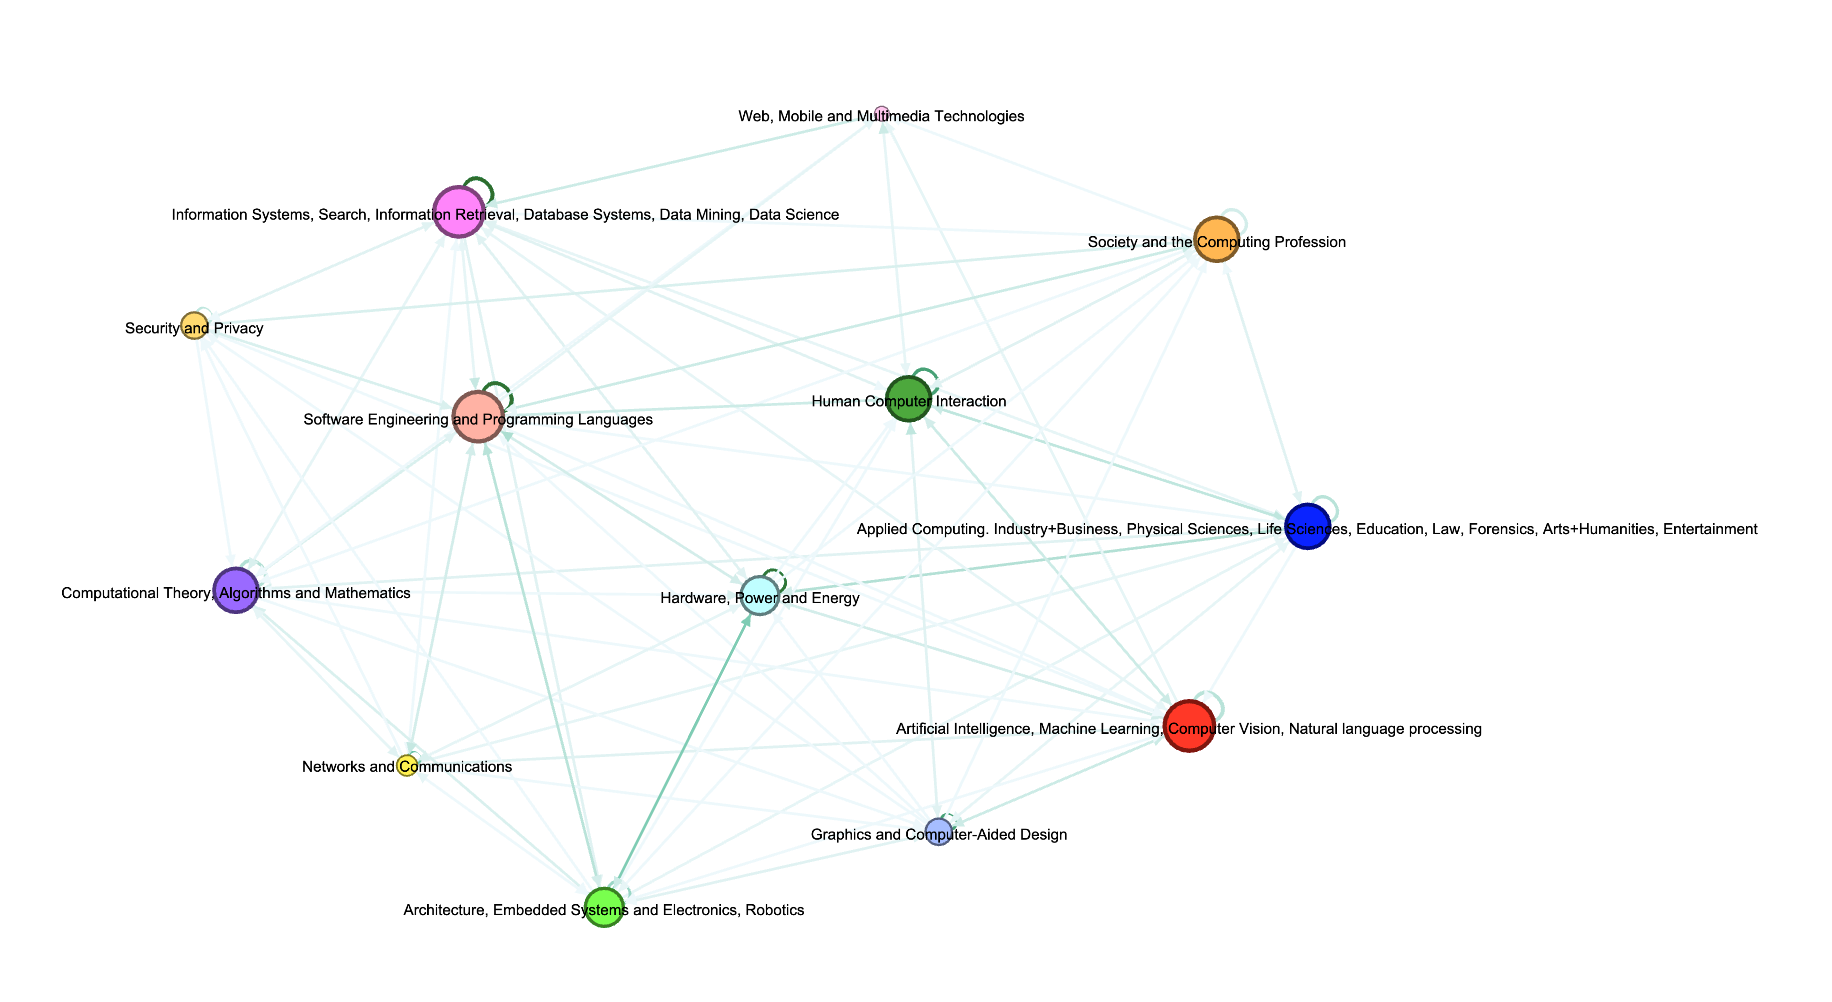 Web, Mobile and Multimedia Technologies
Information Systems, Search, Information Retrieval, Database Systems, Data Mining, Data Science
Society and the Computing Profession
Security and Privacy
Human Computer Interaction
Software Engineering and Programming Languages
Applied Computing. Industry+Business, Physical Sciences, Life Sciences, Education, Law, Forensics, Arts+Humanities, Entertainment
Computational Theory, Algorithms and Mathematics
Hardware, Power and Energy
Artificial Intelligence, Machine Learning, Computer Vision, Natural language processing
Networks and Communications
Graphics and Computer-Aided Design
Architecture, Embedded Systems and Electronics, Robotics